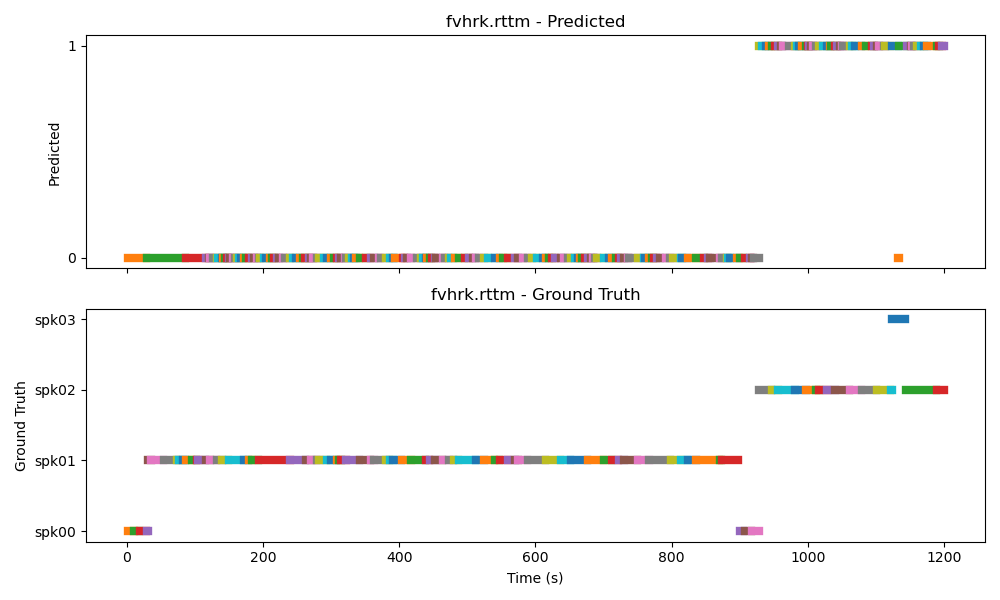 fvhrk.rttm - Predicted
1
0
Predicted
fvhrk.rttm - Ground Truth
spk03
spk02
spk01
spk00
Ground Truth
0 200 400 600 800 1000 1200
Time (s)